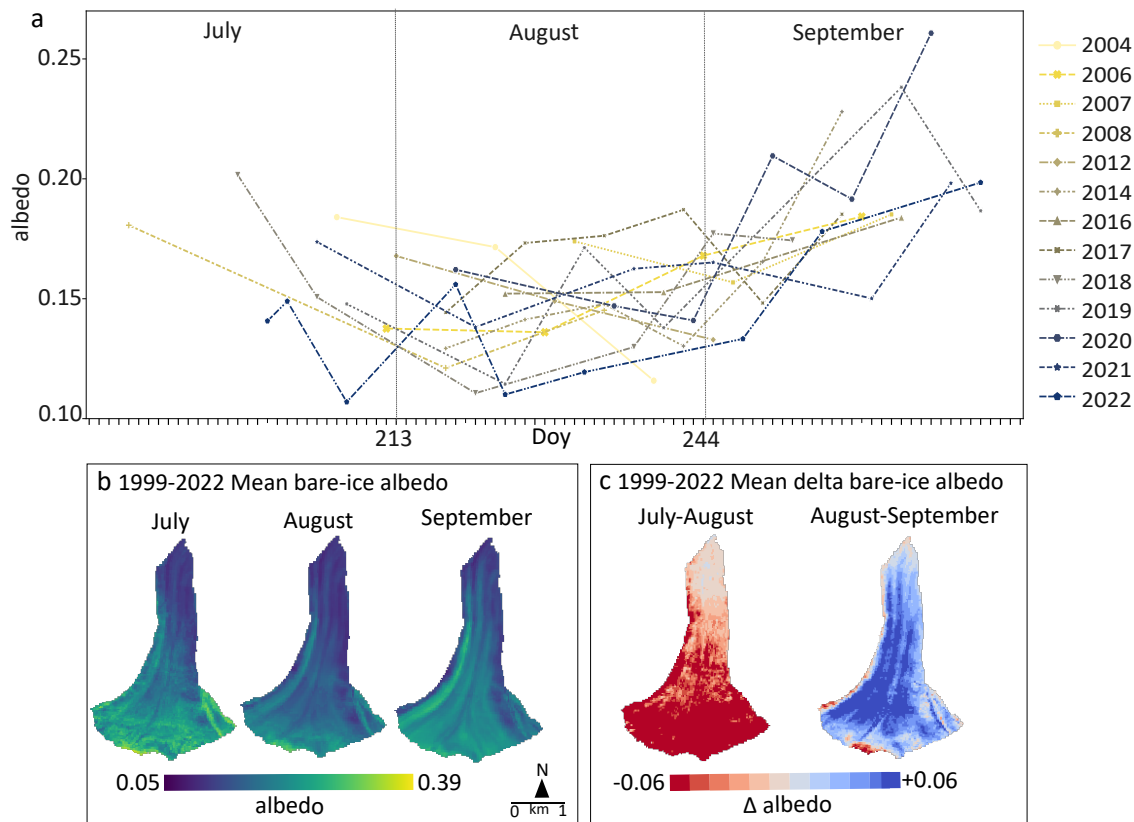 a
July August September
0.25
0.20
0.15
0.10
albedo
213 Doy 244
2004
2006
2007
2008
2012
2014
2016
2017
2018
2019
2020
2021
2022
b 1999-2022 Mean bare-ice albedo
July August September
0.05 0.39
albedo
N
0 km 1
c 1999-2022 Mean delta bare-ice albedo
July-August August-September
-0.06 +0.06
Δ albedo